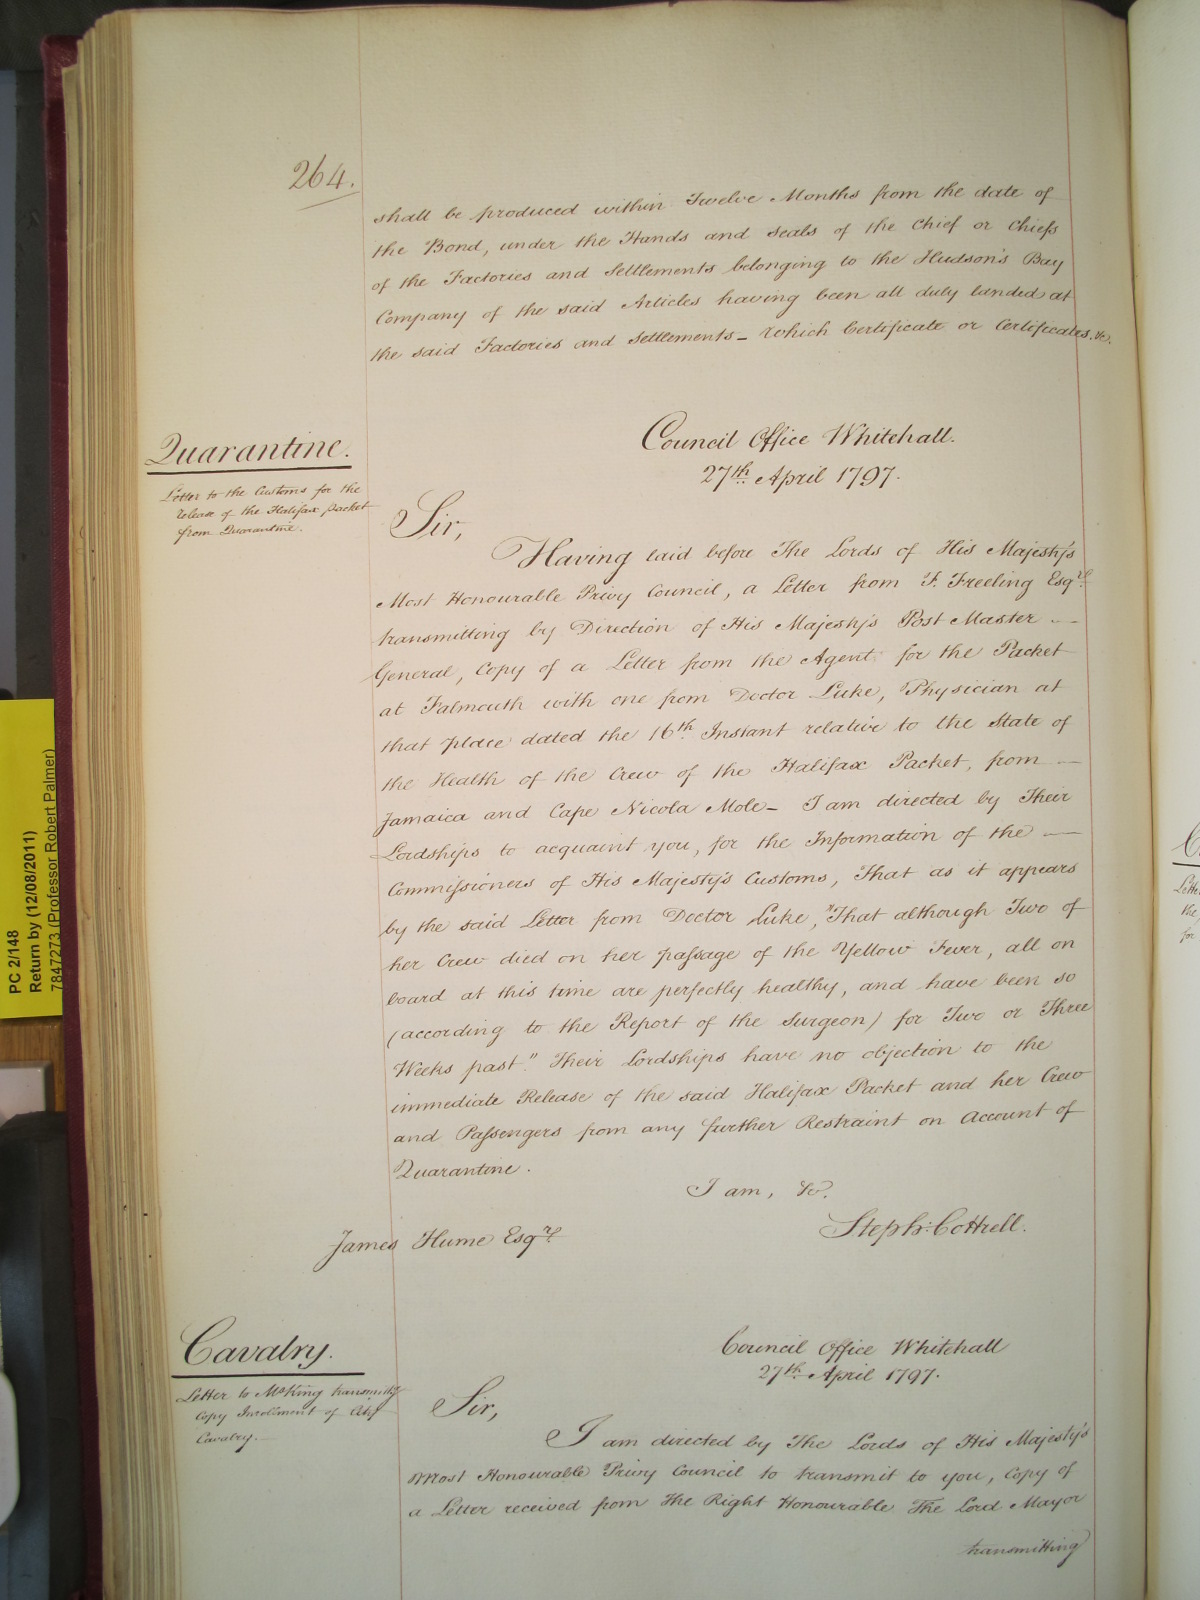 264.
shall be produced within Twelve Months from the date of
the Bond, under the Hands and Seals of the Chief or Chiefs
of the Factories and Settlements belonging to the Hudson's Bay
Company of the said Articles having been all duly landed at
the said Factories and Settlements_ Which Certificate or Certificates &c.
Quarantine.
Letter to the Customs for the
release of the Halifax packet
from Quarantine.
Council Office Whitehall.
27th April 1797.
Sir,
Having laid before The Lords of His Majesty's
Most Honourable Privy Council, a Letter from F. Freeling Esqre
transmitting by Direction of His Majesty's Post Master
General, Copy of a Letter from the Agent for the Packet
at Falmouth with one from Doctor Luke, Physician at
that place dated the 16th Instant relative to the State of
the Health of the Crew of the Halifax Packet, from
Jamaica and Cape Nicola Mole_ I am directed by Their
Lordships to acquaint you, for the Information of the
Commissioners of His Majesty's Customs, That as it appears
by the said Letter from Doctor Luke, "That although Two of
her Crew died on her passage of the Yellow Fever, all on
board at this time are perfectly healthy, and have been so
(according to the Report of the Surgeon) for Two or Three
Weeks past." Their Lordships have no objection to the
immediate Release of the said Halifax Packet and her Crew
and Passengers from any further Restraint on Account of
Quarantine.
I am, &c.
Steph: Cottrell.
James Hume Esqre
Cavalry.
Letter to Mr King transmittg
Copy Inrollment of City
Cavalry.
Council Office Whitehall
27th April 1797.
Sir,
I am directed by The Lords of His Majesty's
Most Honourable Privy Council to transmit to you, Copy of
a Letter received from The Right Honourable The Lord Mayor
transmitting
PC 2/148
Return by (12/08/2011)
7847273 (Professor Robert Palmer)